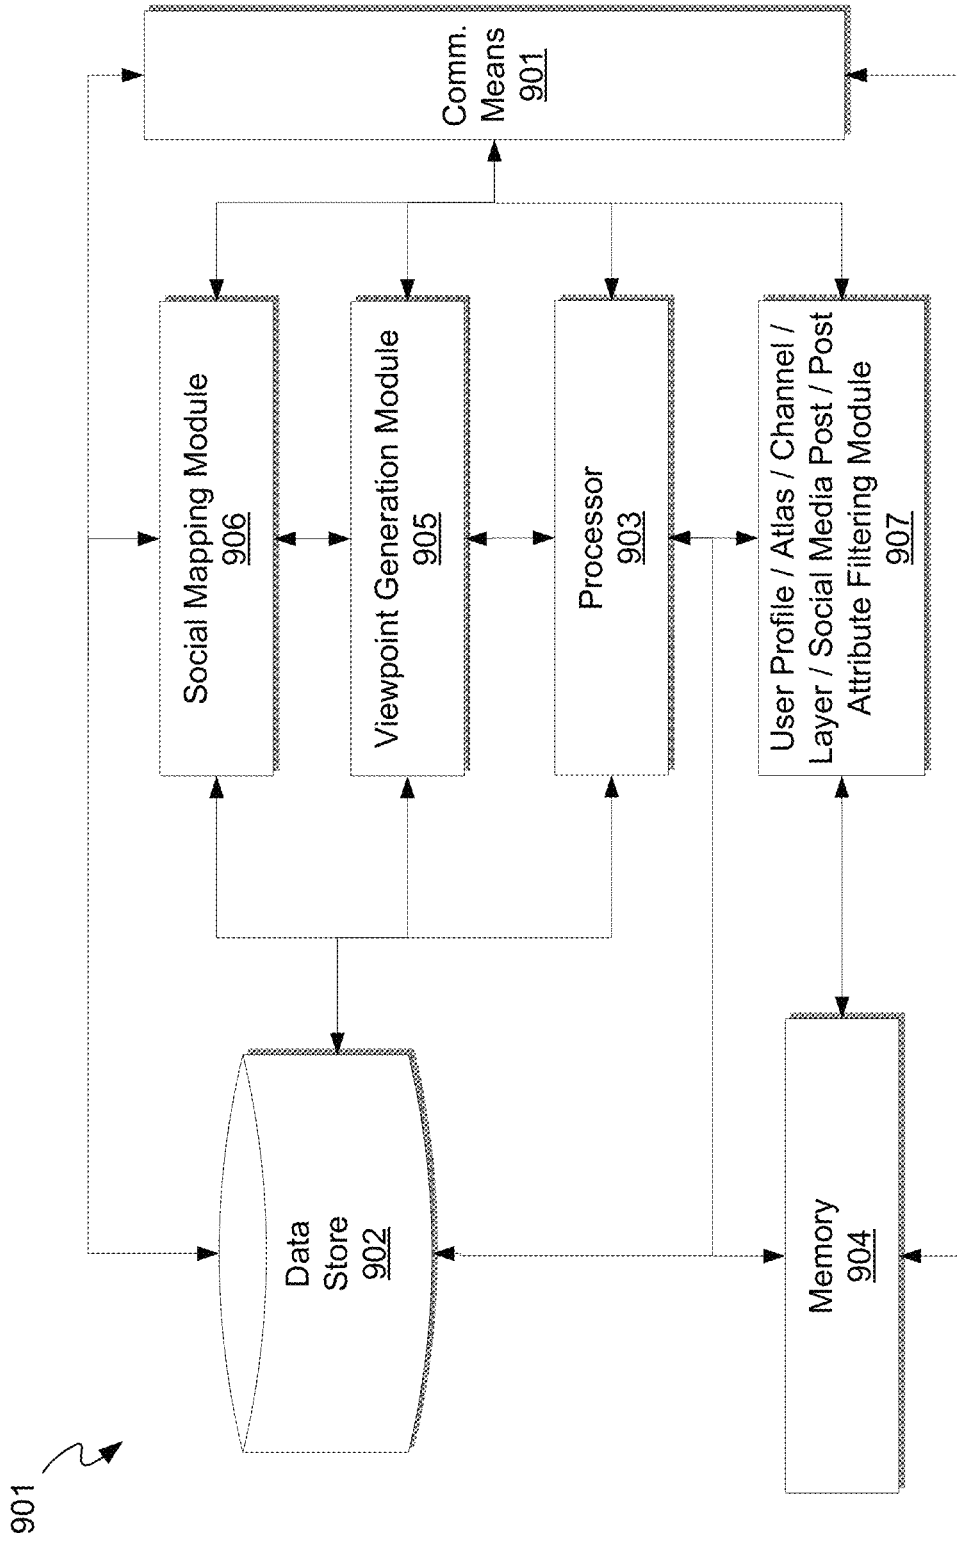 901
Data
Store
902
Memory
904
Social Mapping Module
906
Viewpoint Generation Module
905
Processor
903
User Profile / Atlas / Channel /
Layer / Social Media Post / Post
Attribute Filtering Module
907
Comm.
Means
901